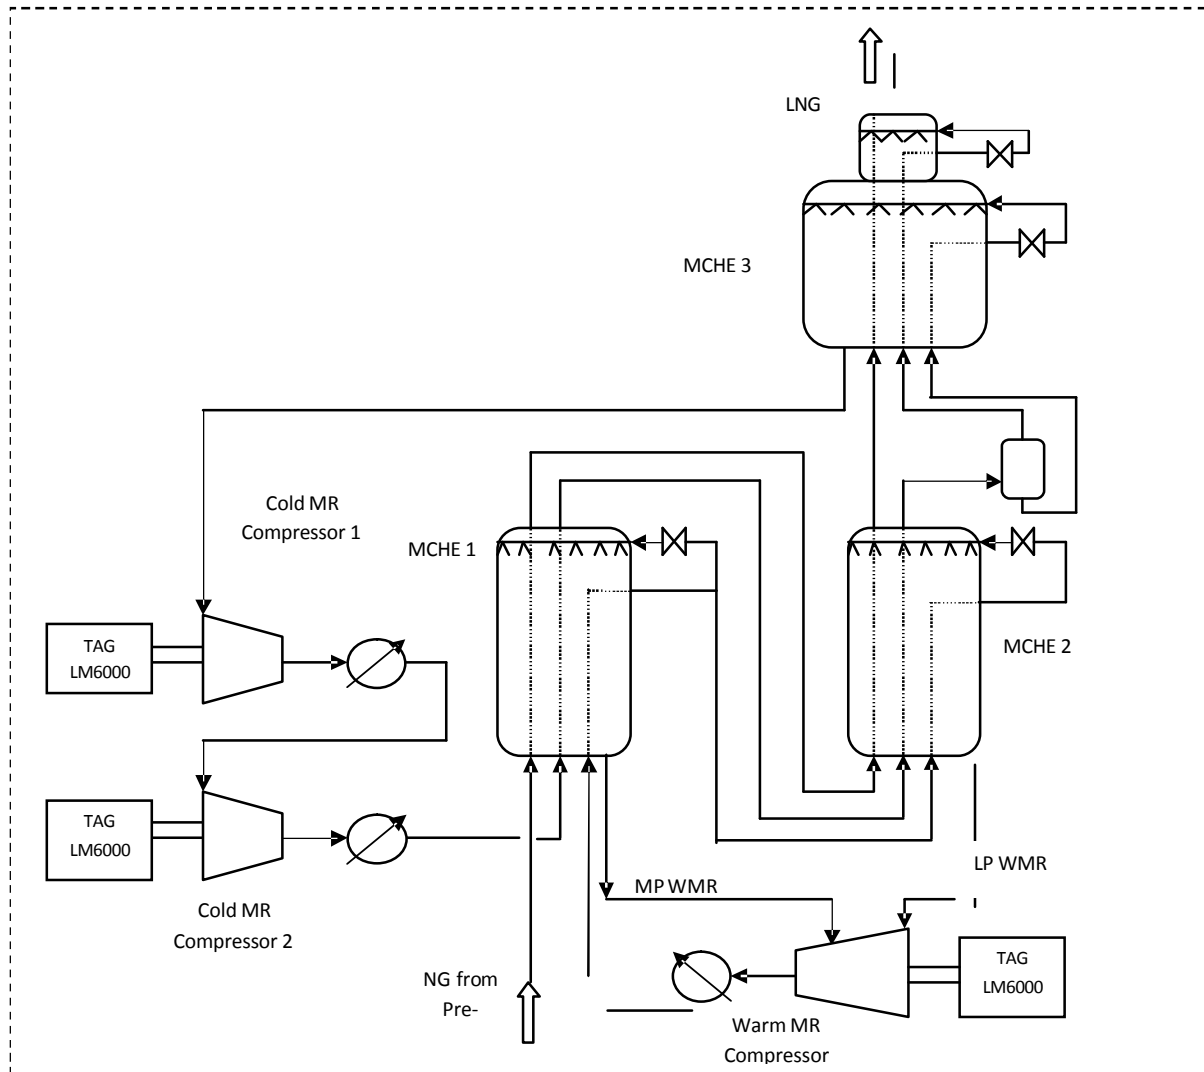 LNG
MCHE 3
Cold MR
Compressor 1
MCHE 1
TAG
LM6000
MCHE 2
TAG
LM6000
LP WMR
MP WMR
Cold MR
Compressor 2
TAG
LM6000
NG from
Pre-
Warm MR
Compressor